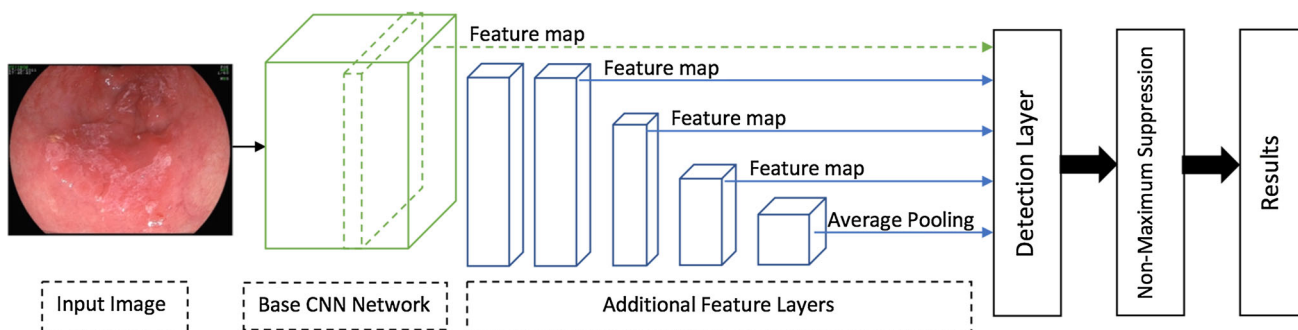 Feature map
Feature map
Feature map
Feature map
Average Pooling
Detection Layer
Non-Maximum Suppression
Results
Input Image
Base CNN Network
Additional Feature Layers